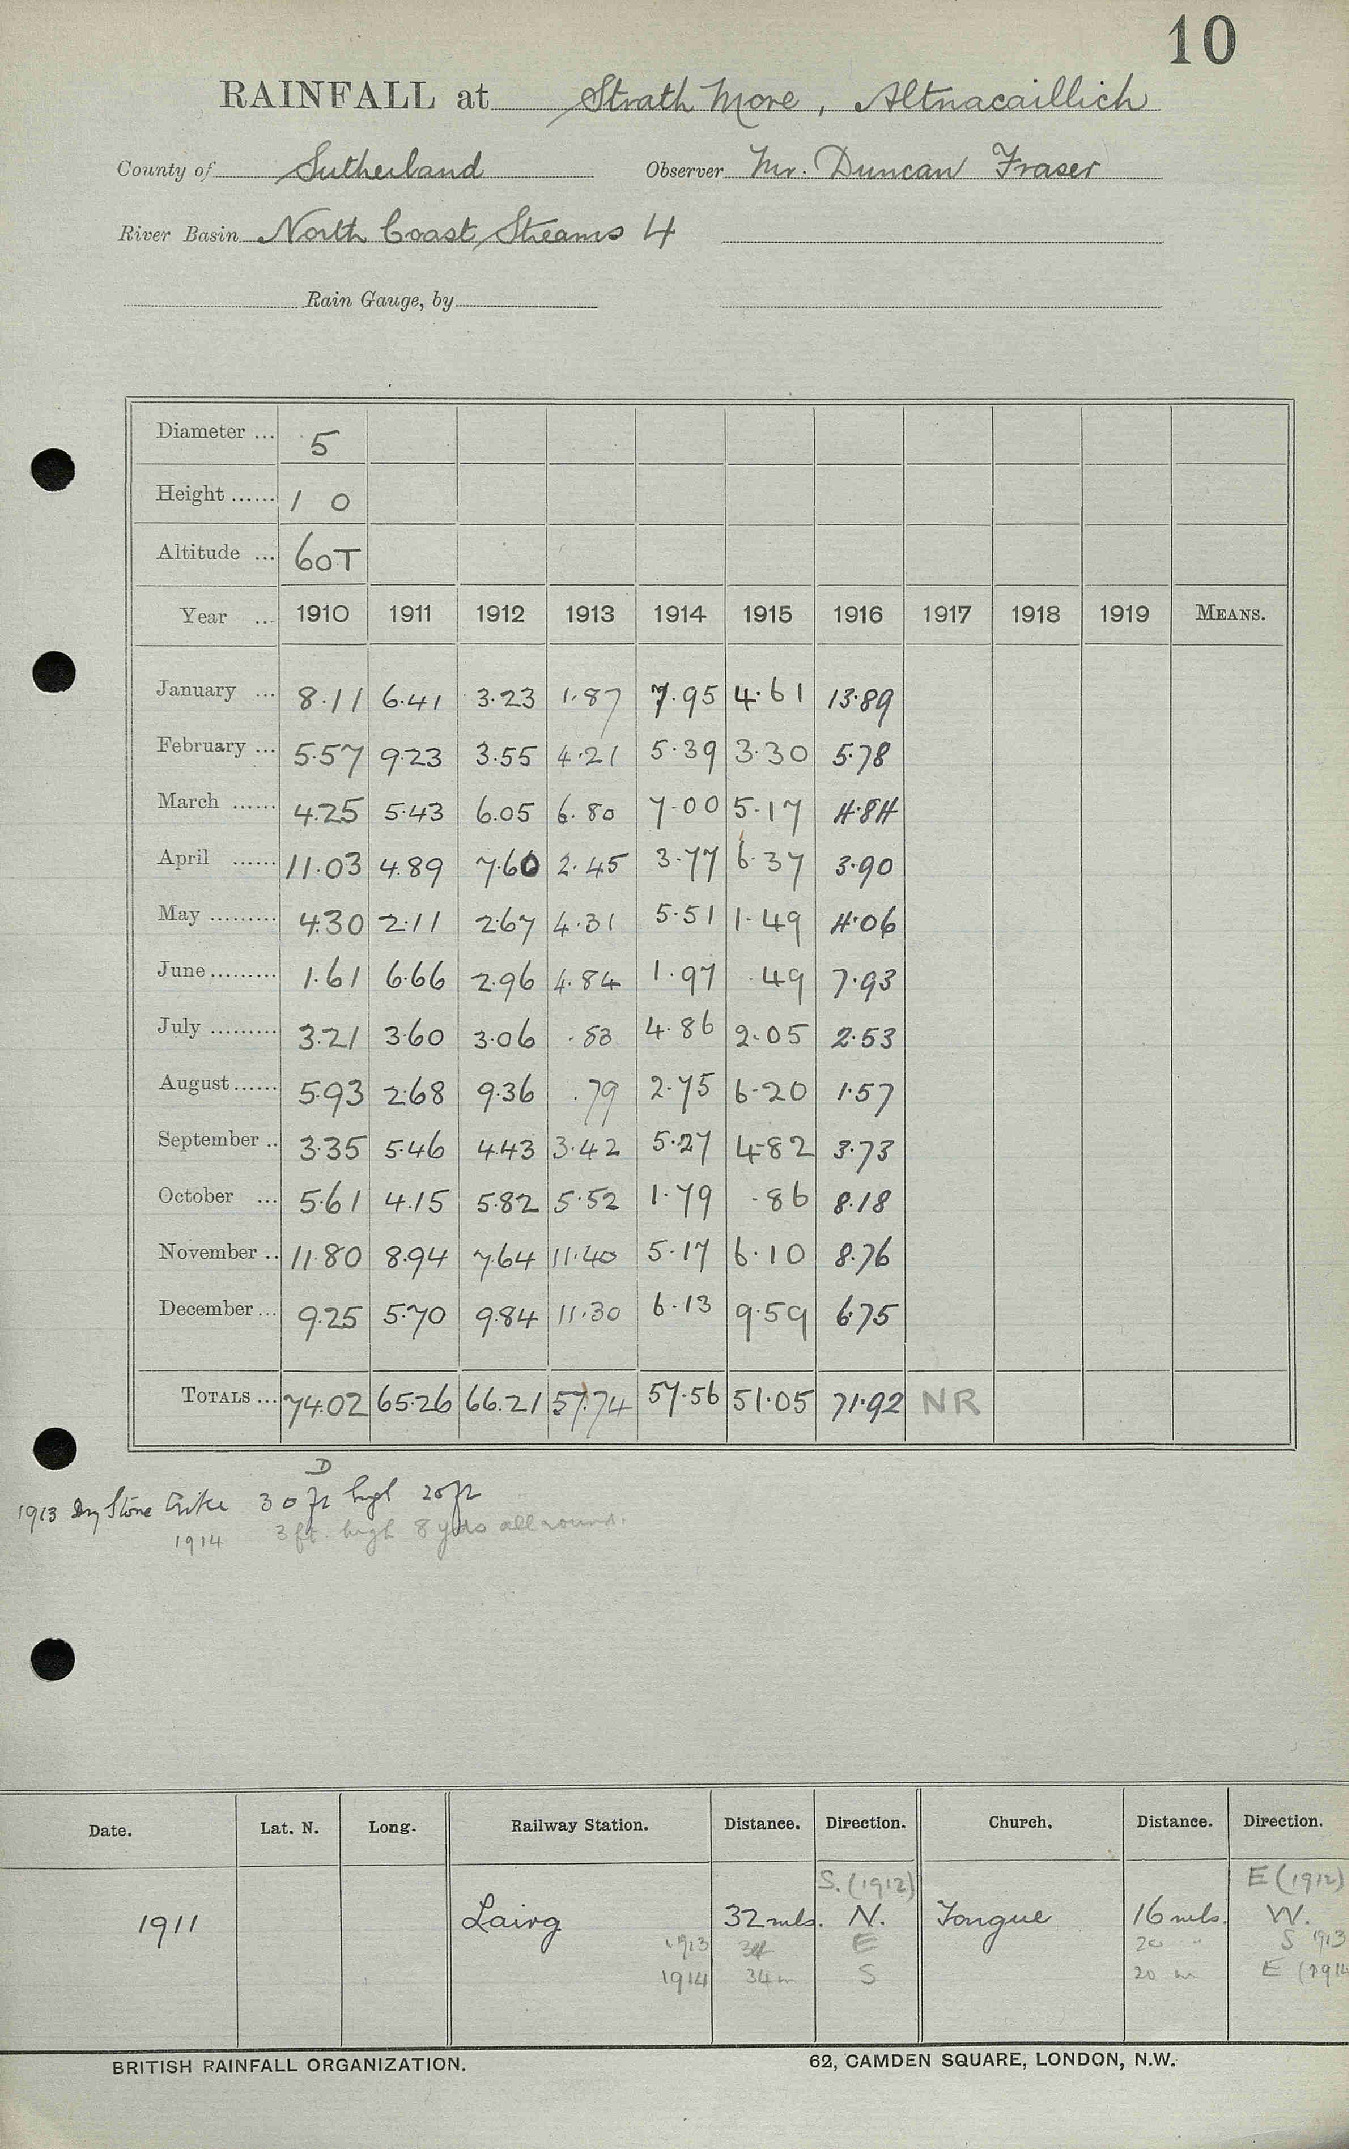 10
RAINFALL at Strath More, Altnacaillich
County of Sutherland Observer Mr. Duncan Fraser
River Basin North Coast Streams 4
Rain Gauge, by
Diameter ... 5
Height ...... 1 0
Altitude ... 60T
Year ... 1910 1911 1912 1913 1914 1915 1916 1917 1918 1919 MEANS.
January ... 8.11 6.41 3.23 1.87 7.95 4.61 13.89
February ... 5.57 9.23 3.55 4.21 5.39 3.30 5.78
March ...... 4.25 5.43 6.05 6.80 7.00 5.17 4.84
April ...... 11.03 4.89 7.60 2.45 3.77 6.37 3.90
May ......... 4.30 2.11 2.67 4.31 5.51 1.49 4.06
June ......... 1.61 6.66 2.96 4.84 1.97 .49 7.93
July ......... 3.21 3.60 3.06 .83 4.86 2.05 2.53
August ...... 5.93 2.68 9.36 .79 2.75 6.20 1.57
September .. 3.35 5.46 4.43 3.42 5.27 4.82 3.73
October ... 5.61 4.15 5.82 5.52 1.79 .86 8.18
November .. 11.80 8.94 7.64 11.40 5.17 6.10 8.76
December ... 9.25 5.70 9.84 11.30 6.13 9.59 6.75
TOTALS ... 74.02 65.26 66.21 57.74 57.56 51.05 71.92 NR
D
1913 Dry Stone Dike 30 ft high 20 ft
1914 3 ft. high 8 yds all round.
Date. Lat. N. Long. Railway Station. Distance. Direction. Church. Distance. Direction.
S. (1912) E (1912)
1911 Lairg 32 mls. N. Tongue 16 mls. W.
1913 34 E 20 " S 1913
1914 34 m S 20 m E (1914
BRITISH RAINFALL ORGANIZATION. 62, CAMDEN SQUARE, LONDON, N.W.